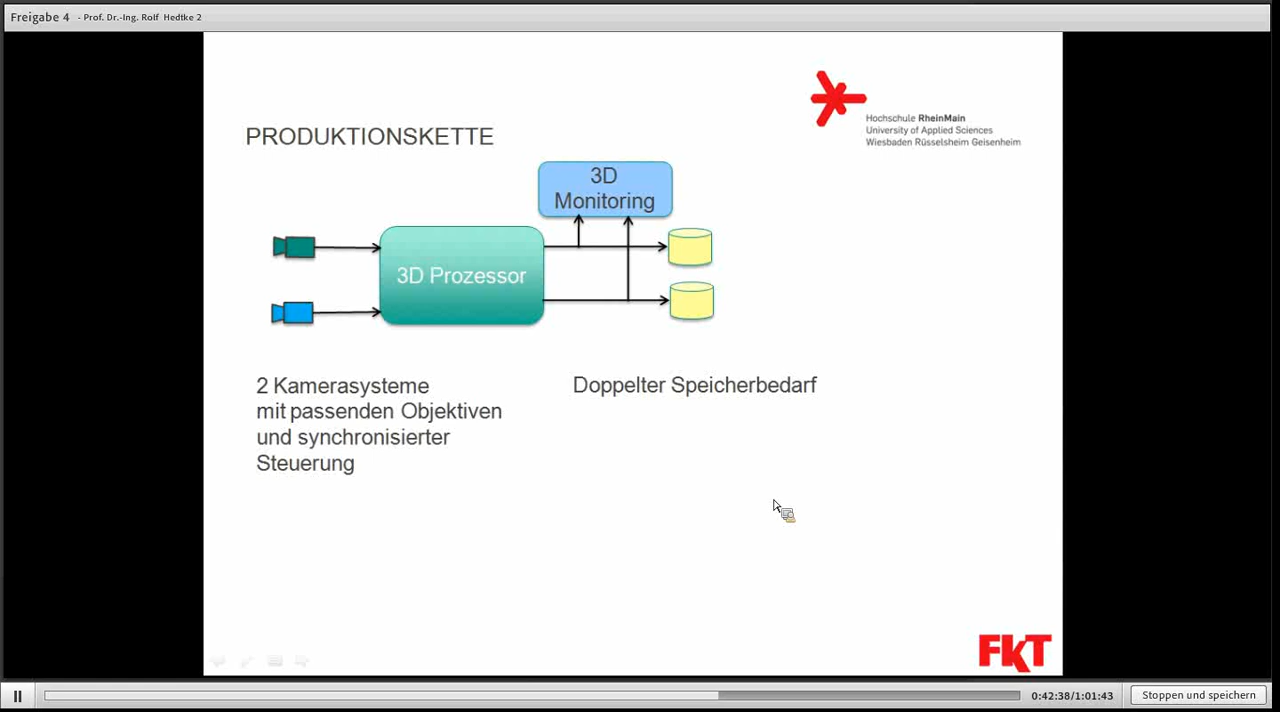 Freigabe 4 - Prof. Dr.-Ing. Rolf Hedtke 2
Hochschule RheinMain
University of Applied Sciences
Wiesbaden Rüsselsheim Geisenheim
PRODUKTIONSKETTE
3D
Monitoring
3D Prozessor
2 Kamerasysteme
mit passenden Objektiven
und synchronisierter
Steuerung
Doppelter Speicherbedarf
FKT
0:42:38/1:01:43
Stoppen und speichern